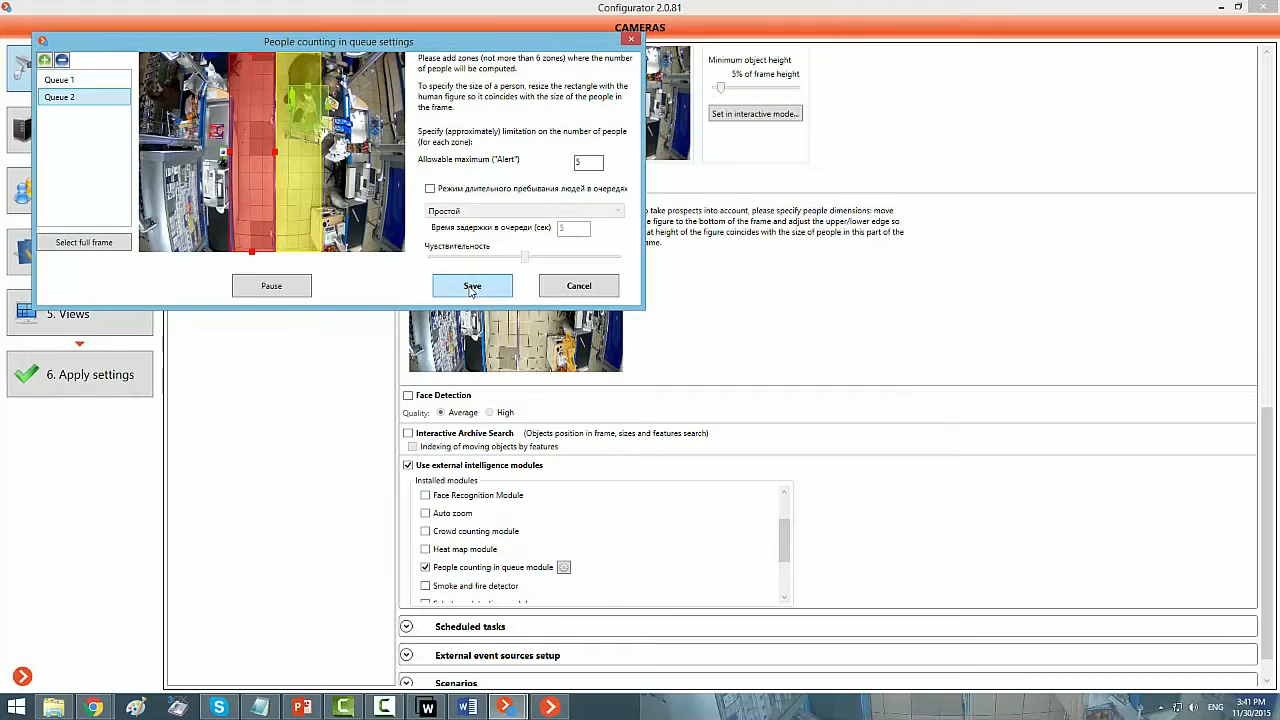 Configurator 2.0.81
CAMERAS
People counting in queue settings
Queue 1
Queue 2
Select full frame
Pause
Please add zones (not more than 6 zones) where the number
of people will be computed.
To specify the size of a person, resize the rectangle with the
human figure so it coincides with the size of the people in
the frame.
Specify (approximately) limitation on the number of people
(for each zone):
Allowable maximum ("Alert")
5
Режим длительного пребывания людей в очередях
Простой
Время задержки в очереди (сек)
5
Чувствительность
Save
Cancel
Minimum object height
5% of frame height
Set in interactive mode...
to take prospects into account, please specify people dimensions: move
figure to the bottom of the frame and adjust the upper/lower edge so
at height of the figure coincides with the size of people in this part of the
me.
5. Views
6. Apply settings
Face Detection
Quality:
Average
High
Interactive Archive Search
(Objects position in frame, sizes and features search)
Indexing of moving objects by features
Use external intelligence modules
Installed modules
Face Recognition Module
Auto zoom
Crowd counting module
Heat map module
People counting in queue module
Smoke and fire detector
Scheduled tasks
External event sources setup
Scenarios
ENG
3:41 PM
11/30/2015